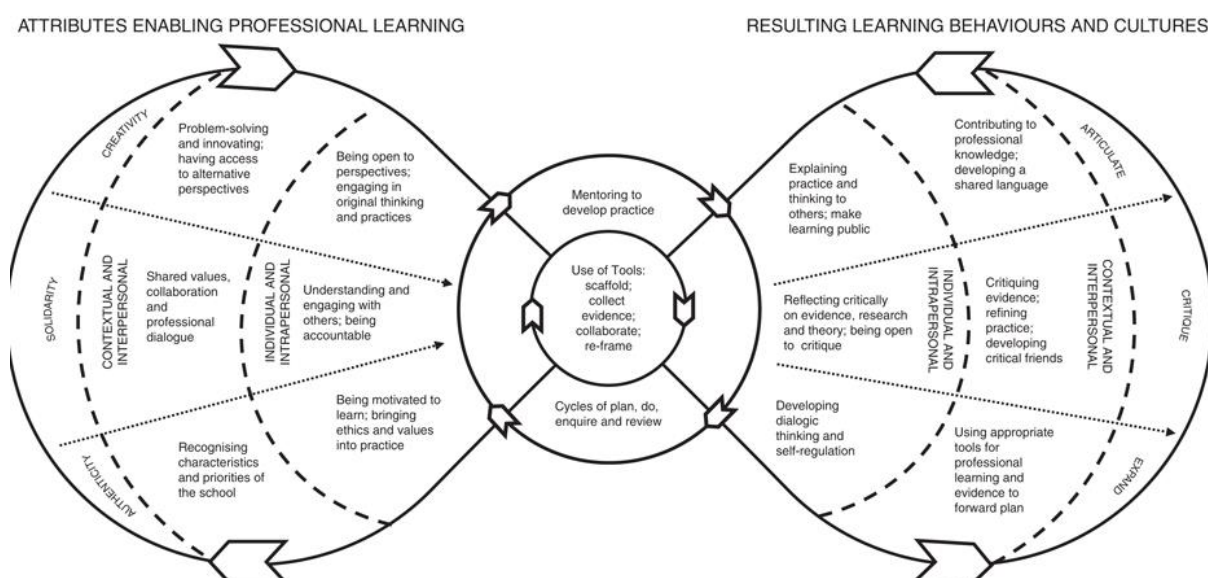 ATTRIBUTES ENABLING PROFESSIONAL LEARNING
RESULTING LEARNING BEHAVIOURS AND CULTURES
CREATIVITY
Problem-solving
and innovating;
having access
to alternative
perspectives
Being open to
perspectives;
engaging in
original thinking
and practices
SOLIDARITY
CONTEXTUAL AND
INTERPERSONAL
Shared values,
collaboration
and
professional
dialogue
INDIVIDUAL AND
INTRAPERSONAL
Understanding and
engaging with
others; being
accountable
AUTHENTICITY
Recognising
characteristics
and priorities of
the school
Being motivated to
learn; bringing
ethics and values
into practice
Mentoring to
develop practice
Use of Tools:
scaffold;
collect
evidence;
collaborate;
re-frame
Cycles of plan, do,
enquire and review
Explaining
practice and
thinking to
others; make
learning public
Contributing to
professional
knowledge;
developing a
shared language
ARTICULATE
Reflecting critically
on evidence, research
and theory; being open
to critique
INDIVIDUAL AND
INTRAPERSONAL
Critiquing
evidence;
refining
practice;
developing
critical friends
CONTEXTUAL AND
INTERPERSONAL
CRITIQUE
Developing
dialogic
thinking and
self-regulation
Using appropriate
tools for
professional
learning and
evidence to
forward plan
EXPAND